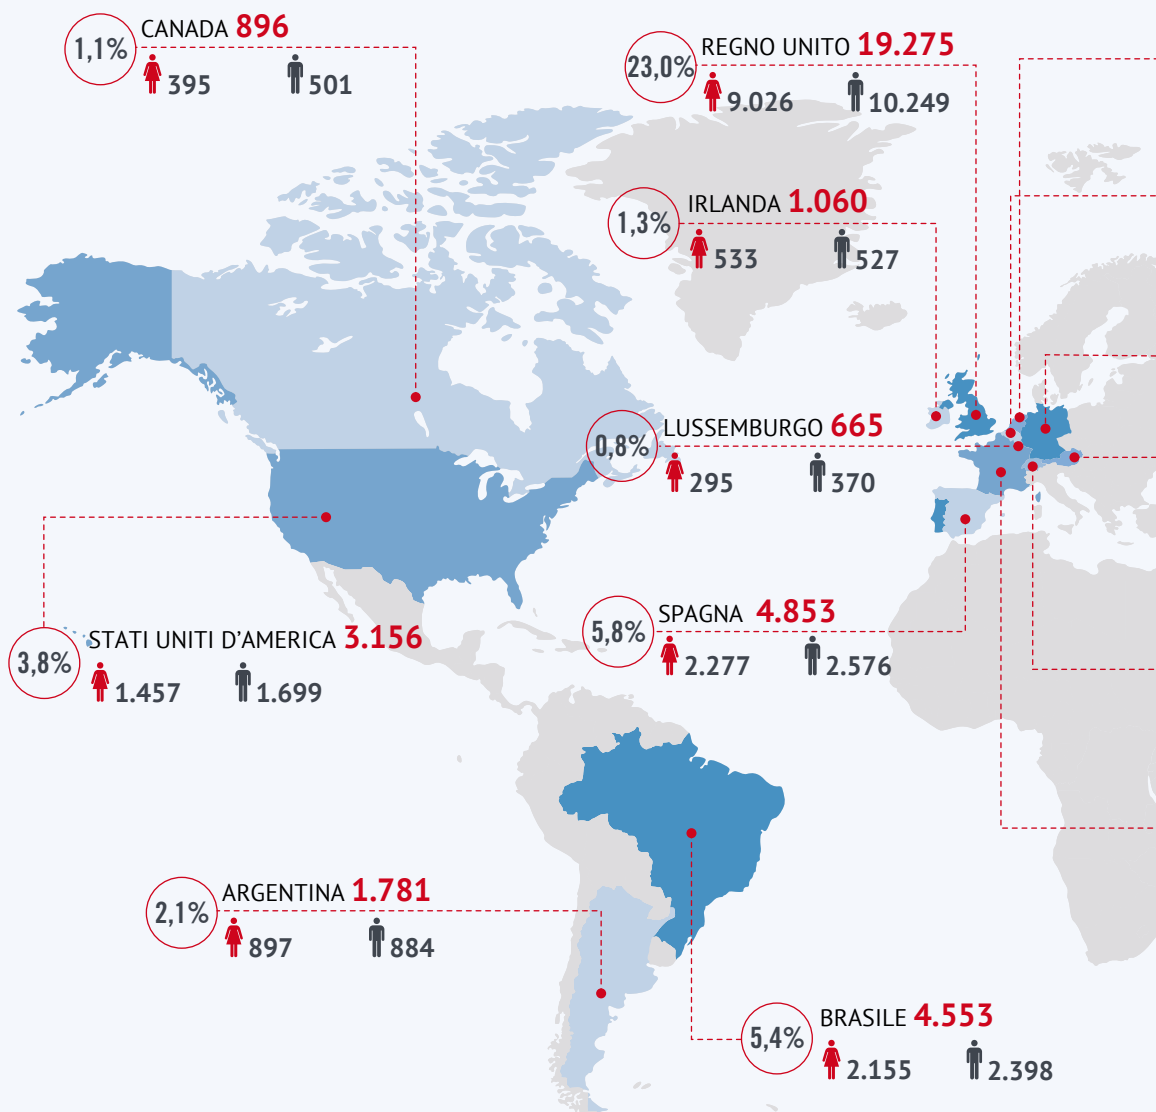 CANADA 896
1,1%
395 501
REGNO UNITO 19.275
23,0%
9.026 10.249
IRLANDA 1.060
1,3%
533 527
LUSSEMBURGO 665
0,8%
295 370
STATI UNITI D’AMERICA 3.156
3,8%
1.457 1.699
SPAGNA 4.853
5,8%
2.277 2.576
ARGENTINA 1.781
2,1%
897 884
BRASILE 4.553
5,4%
2.155 2.398